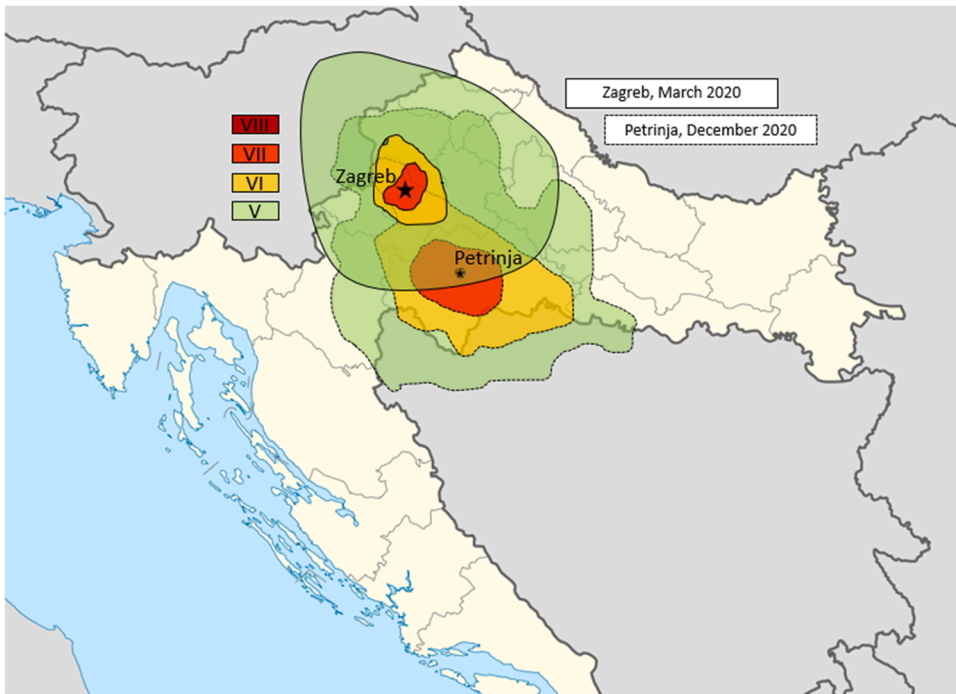 Zagreb, March 2020
Petrinja, December 2020
VIII
VII
VI
V
Zagreb
Petrinja